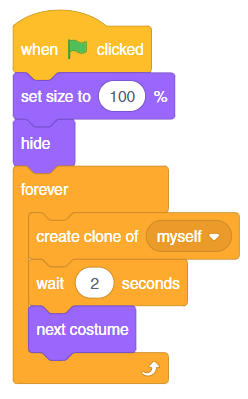 when clicked
set size to 100 %
hide
forever
create clone of myself
wait 2 seconds
next costume